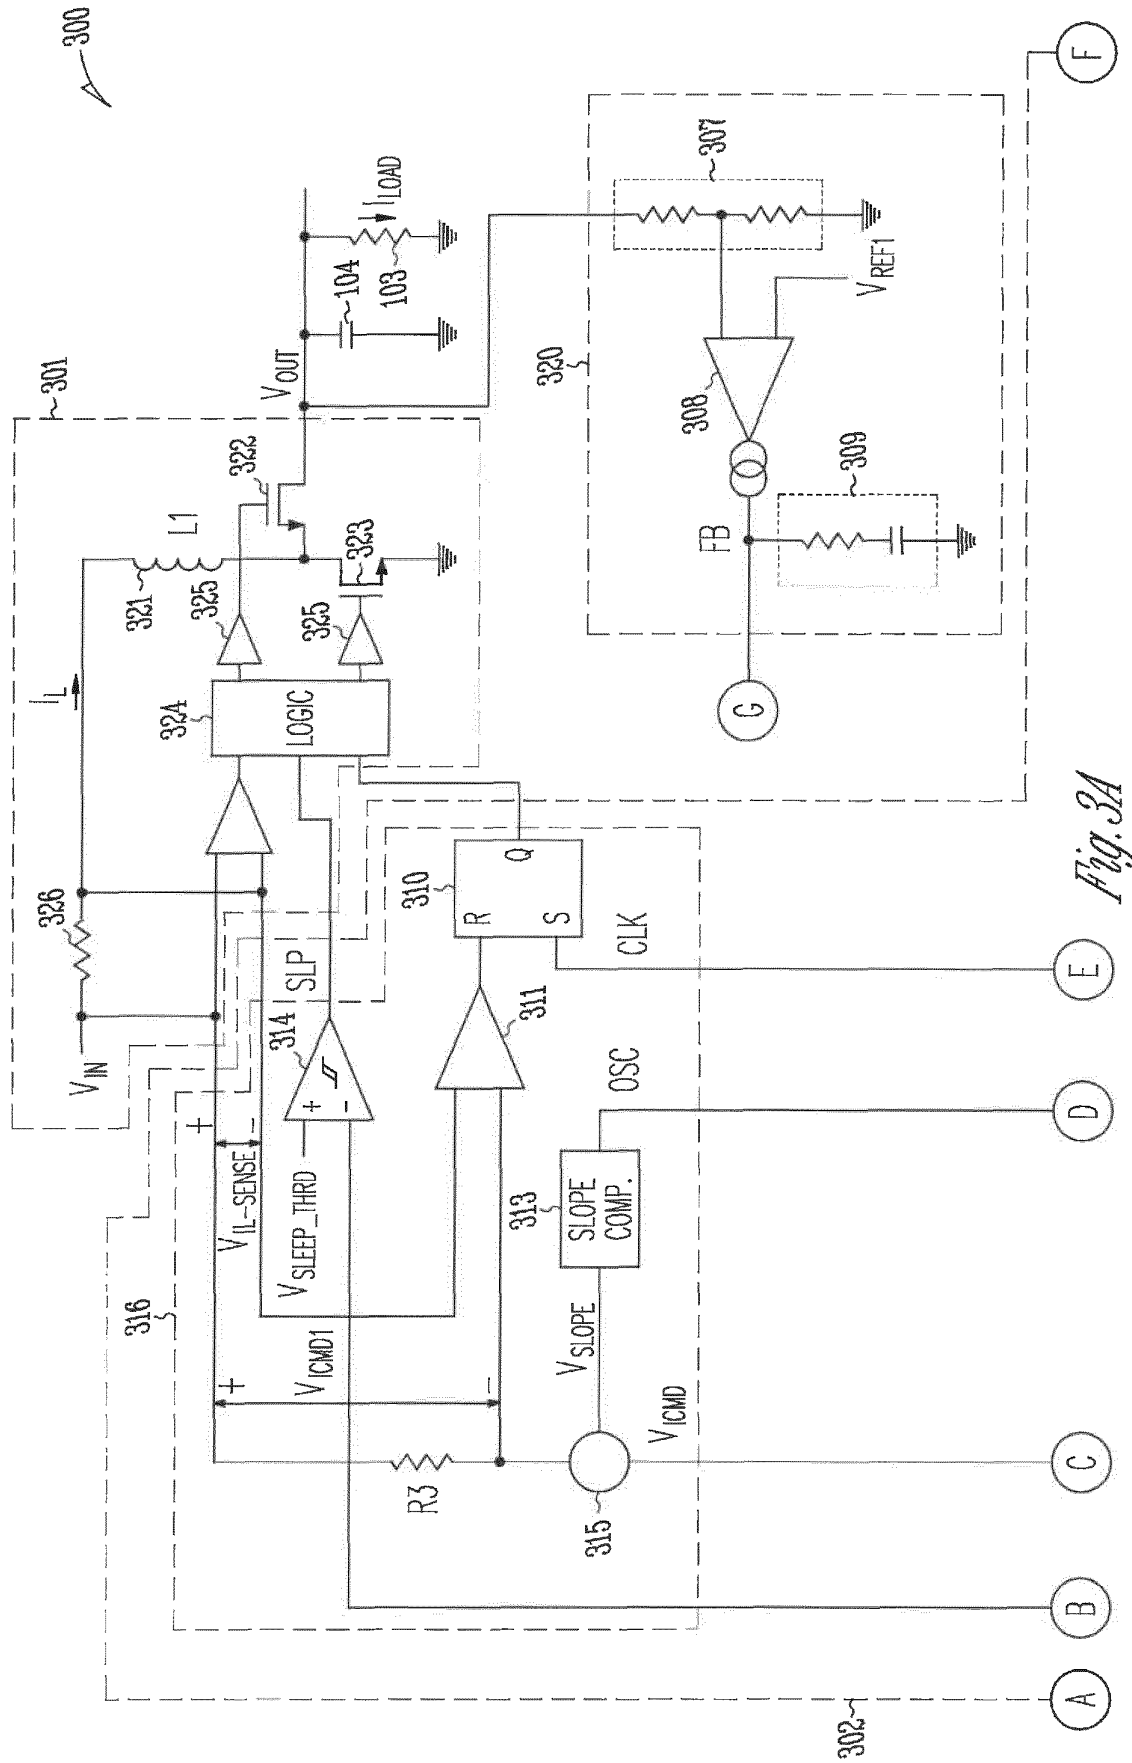 300
301
V_IN
326
I_L
321
L1
325
322
V_OUT
104
103
I_LOAD
324
LOGIC
325
323
+
-
V_IL-SENSE
SLP
314
+
-
V_SLEEP_THRD
316
+
-
V_ICMD1
R3
311
310
R
S
Q
CLK
OSC
313
SLOPE
COMP.
V_SLOPE
315
V_ICMD
320
307
308
V_REF1
309
FB
G
302
A
B
C
D
E
F
Fig. 3A